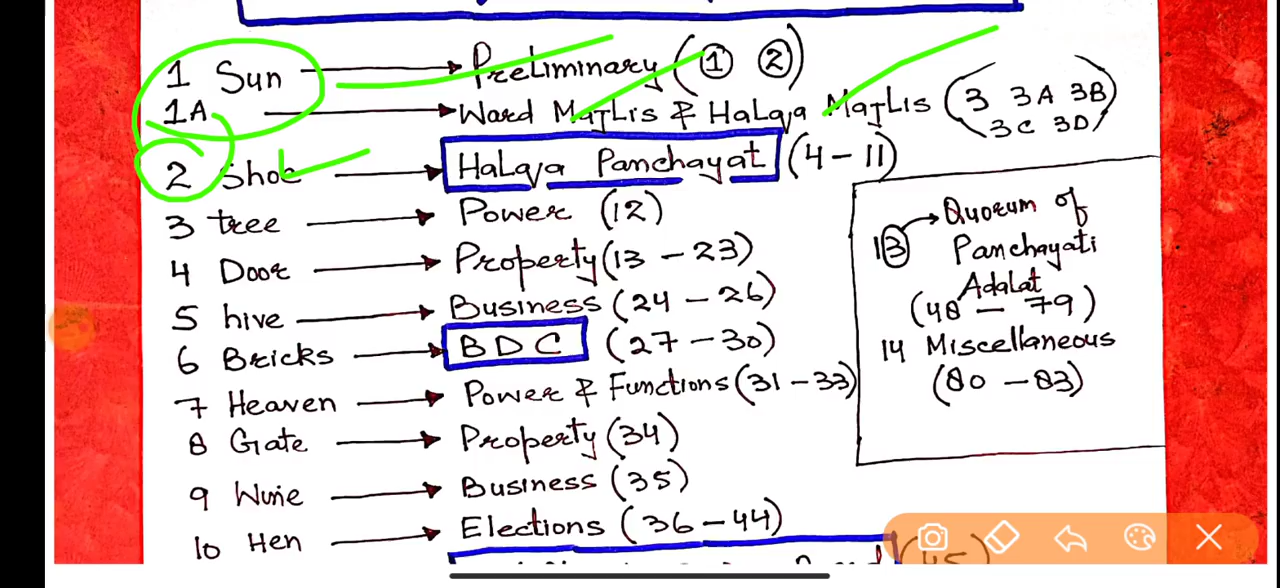 1 Sun → Preliminary (① ②)
1A → Ward Majlis & Halqa Majlis (3 3A 3B
3C 3D)
2 Shoe → Halqa Panchayat (4 - 11)
3 tree → Power (12)
4 Door → Property (13 - 23)
5 hive → Business (24 - 26)
6 Bricks → BDC (27 - 30)
7 Heaven → Power & Functions (31 - 33)
8 Gate → Property (34)
9 Wine → Business (35)
10 Hen → Elections (36 - 44)
(45)
13 → Quorum of
Panchayati
Adalat
(48 - 79)
14 Miscellaneous
(80 - 83)